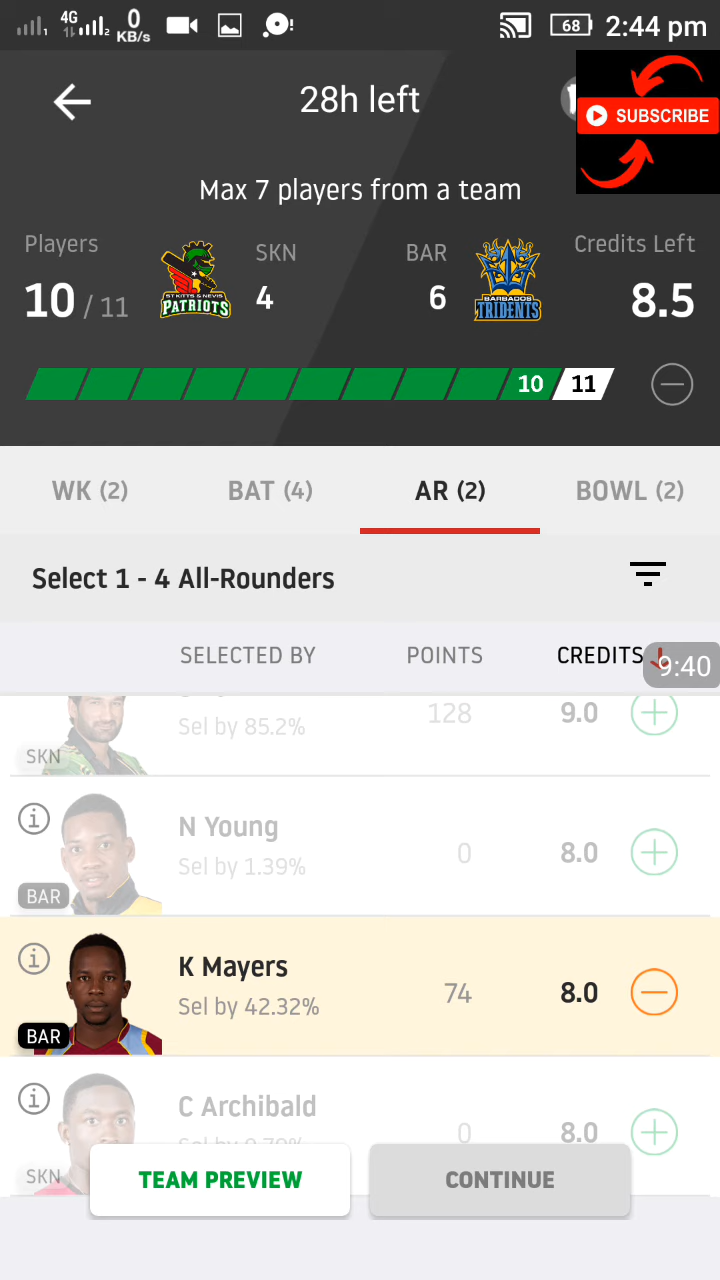 4G 0 KB/s 68 2:44 pm
28h left
SUBSCRIBE
Max 7 players from a team
Players SKN BAR Credits Left
10 / 11 4 6 8.5
ST KITTS & NEVIS
PATRIOTS
BARBADOS
TRIDENTS
10 11
WK (2) BAT (4) AR (2) BOWL (2)
Select 1 - 4 All-Rounders
SELECTED BY POINTS CREDITS
9:40
Sel by 85.2% 128 9.0
SKN
N Young
Sel by 1.39% 0 8.0
BAR
K Mayers
Sel by 42.32% 74 8.0
BAR
C Archibald
0 8.0
SKN
TEAM PREVIEW CONTINUE